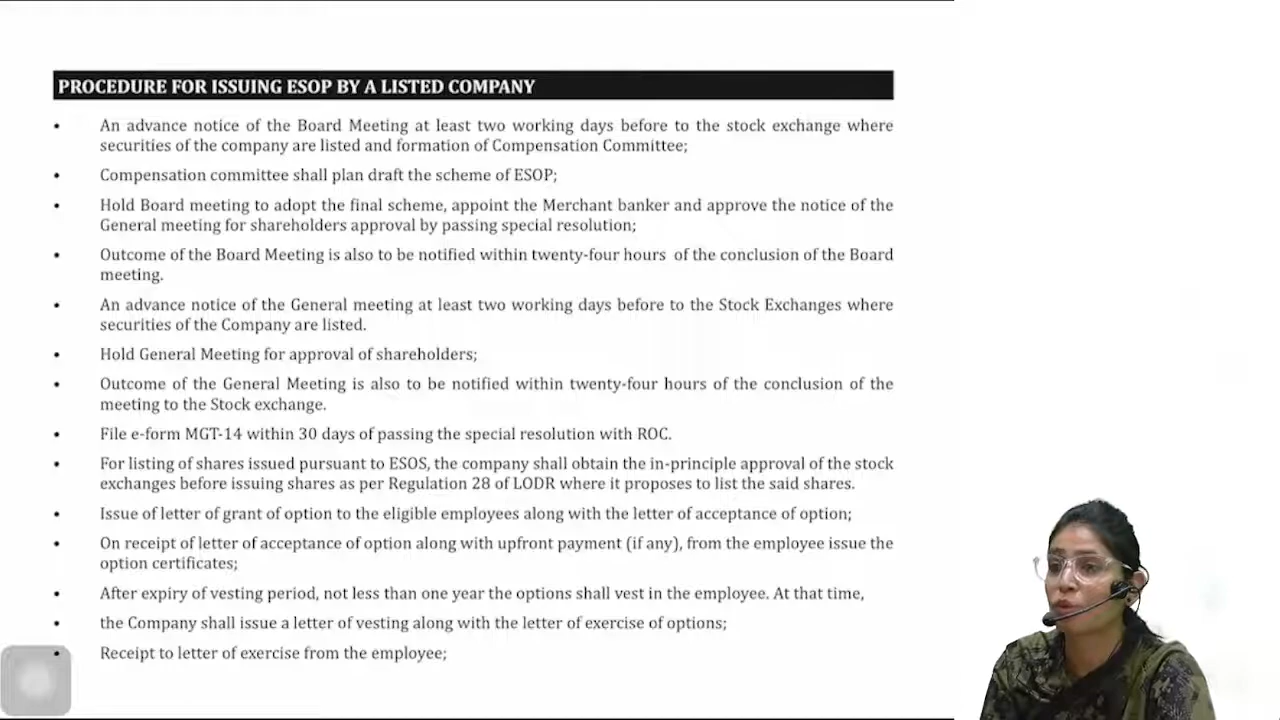 PROCEDURE FOR ISSUING ESOP BY A LISTED COMPANY
• An advance notice of the Board Meeting at least two working days before to the stock exchange where
securities of the company are listed and formation of Compensation Committee;
• Compensation committee shall plan draft the scheme of ESOP;
• Hold Board meeting to adopt the final scheme, appoint the Merchant banker and approve the notice of the
General meeting for shareholders approval by passing special resolution;
• Outcome of the Board Meeting is also to be notified within twenty-four hours of the conclusion of the Board
meeting.
• An advance notice of the General meeting at least two working days before to the Stock Exchanges where
securities of the Company are listed.
• Hold General Meeting for approval of shareholders;
• Outcome of the General Meeting is also to be notified within twenty-four hours of the conclusion of the
meeting to the Stock exchange.
• File e-form MGT-14 within 30 days of passing the special resolution with ROC.
• For listing of shares issued pursuant to ESOS, the company shall obtain the in-principle approval of the stock
exchanges before issuing shares as per Regulation 28 of LODR where it proposes to list the said shares.
• Issue of letter of grant of option to the eligible employees along with the letter of acceptance of option;
• On receipt of letter of acceptance of option along with upfront payment (if any), from the employee issue the
option certificates;
• After expiry of vesting period, not less than one year the options shall vest in the employee. At that time,
• the Company shall issue a letter of vesting along with the letter of exercise of options;
• Receipt to letter of exercise from the employee;